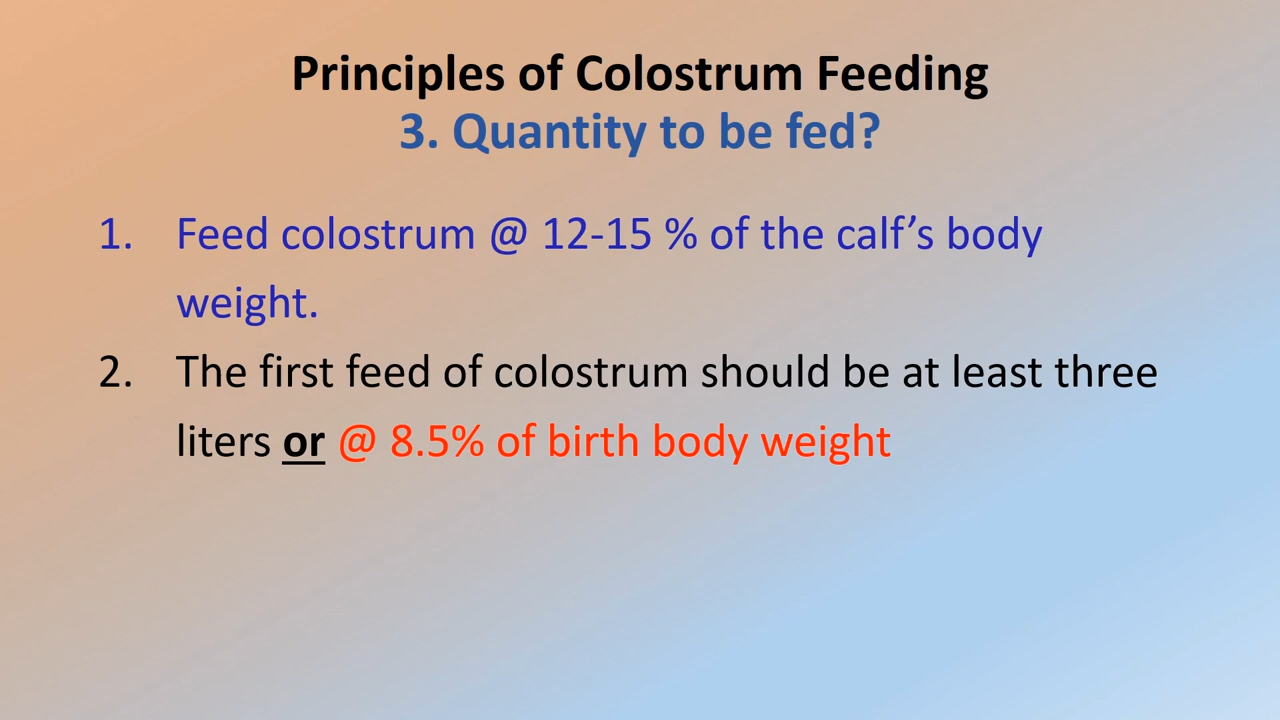 Principles of Colostrum Feeding
3. Quantity to be fed?
1. Feed colostrum @ 12-15 % of the calf’s body
weight.
2. The first feed of colostrum should be at least three
liters or @ 8.5% of birth body weight